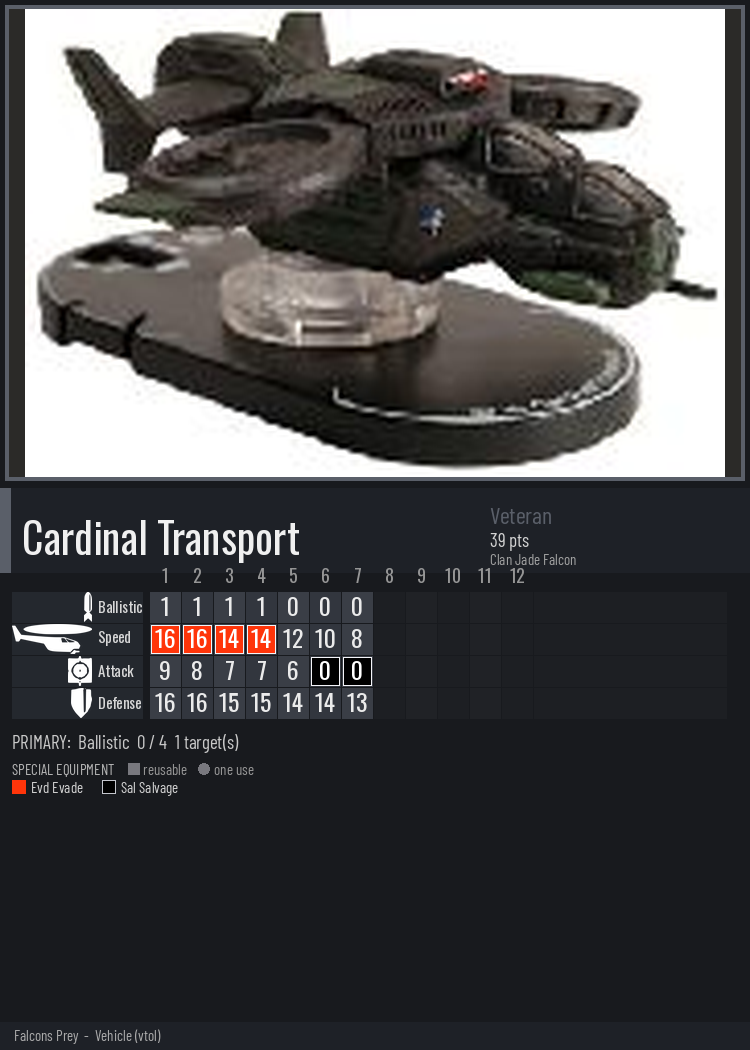 Cardinal Transport
Veteran
39 pts
Clan Jade Falcon
1 2 3 4 5 6 7 8 9 10 11 12
Ballistic 1 1 1 1 0 0 0
Speed 16 16 14 14 12 10 8
Attack 9 8 7 7 6 0 0
Defense 16 16 15 15 14 14 13
PRIMARY: Ballistic 0 / 4 1 target(s)
SPECIAL EQUIPMENT reusable one use
Evd Evade Sal Salvage
Falcons Prey - Vehicle (vtol)